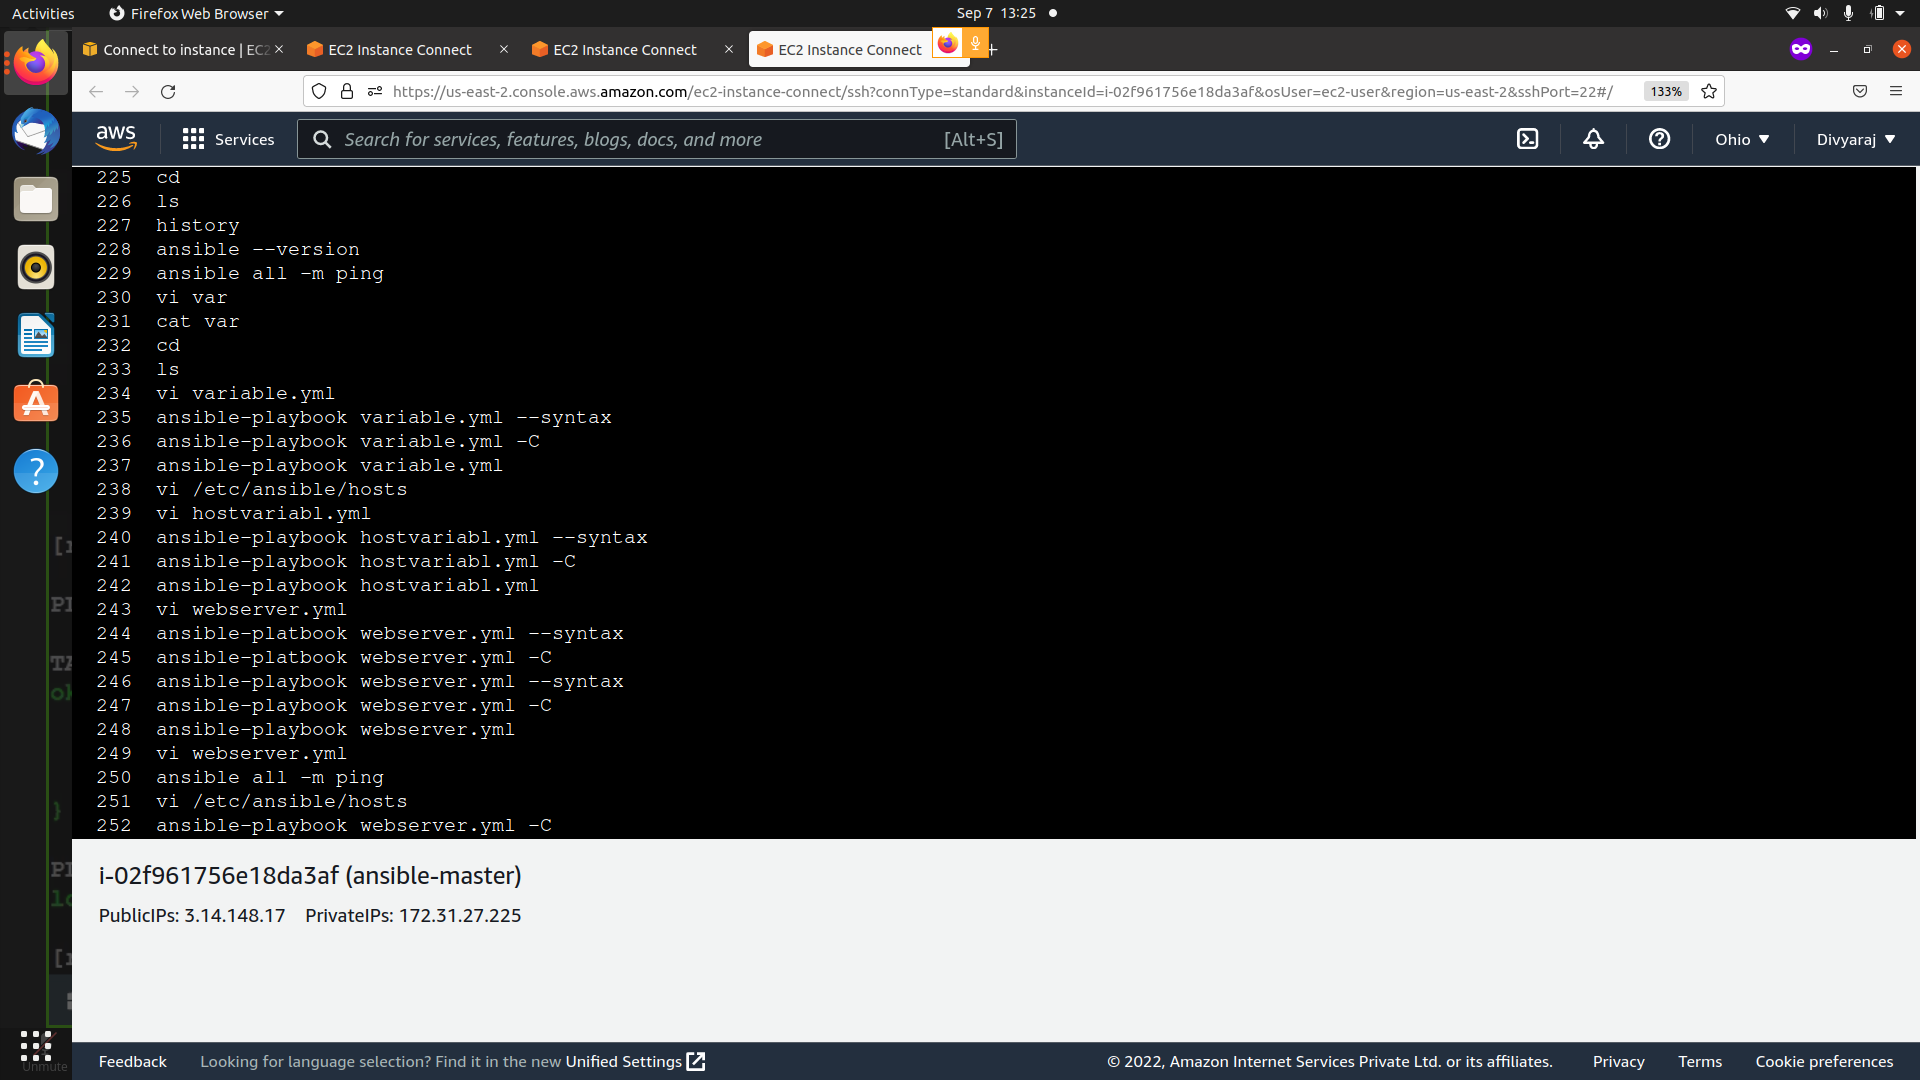 Activities
Firefox Web Browser
Sep 7 13:25
Connect to instance | EC2
EC2 Instance Connect
EC2 Instance Connect
EC2 Instance Connect
https://us-east-2.console.aws.amazon.com/ec2-instance-connect/ssh?connType=standard&instanceId=i-02f961756e18da3af&osUser=ec2-user&region=us-east-2&sshPort=22#/
133%
aws
Services
Search for services, features, blogs, docs, and more
[Alt+S]
Ohio
Divyaraj
225 cd
226 ls
227 history
228 ansible --version
229 ansible all -m ping
230 vi var
231 cat var
232 cd
233 ls
234 vi variable.yml
235 ansible-playbook variable.yml --syntax
236 ansible-playbook variable.yml -C
237 ansible-playbook variable.yml
238 vi /etc/ansible/hosts
239 vi hostvariabl.yml
240 ansible-playbook hostvariabl.yml --syntax
241 ansible-playbook hostvariabl.yml -C
242 ansible-playbook hostvariabl.yml
243 vi webserver.yml
244 ansible-platbook webserver.yml --syntax
245 ansible-platbook webserver.yml -C
246 ansible-playbook webserver.yml --syntax
247 ansible-playbook webserver.yml -C
248 ansible-playbook webserver.yml
249 vi webserver.yml
250 ansible all -m ping
251 vi /etc/ansible/hosts
252 ansible-playbook webserver.yml -C
i-02f961756e18da3af (ansible-master)
PublicIPs: 3.14.148.17 PrivateIPs: 172.31.27.225
Unmute
Feedback
Looking for language selection? Find it in the new Unified Settings
© 2022, Amazon Internet Services Private Ltd. or its affiliates.
Privacy
Terms
Cookie preferences